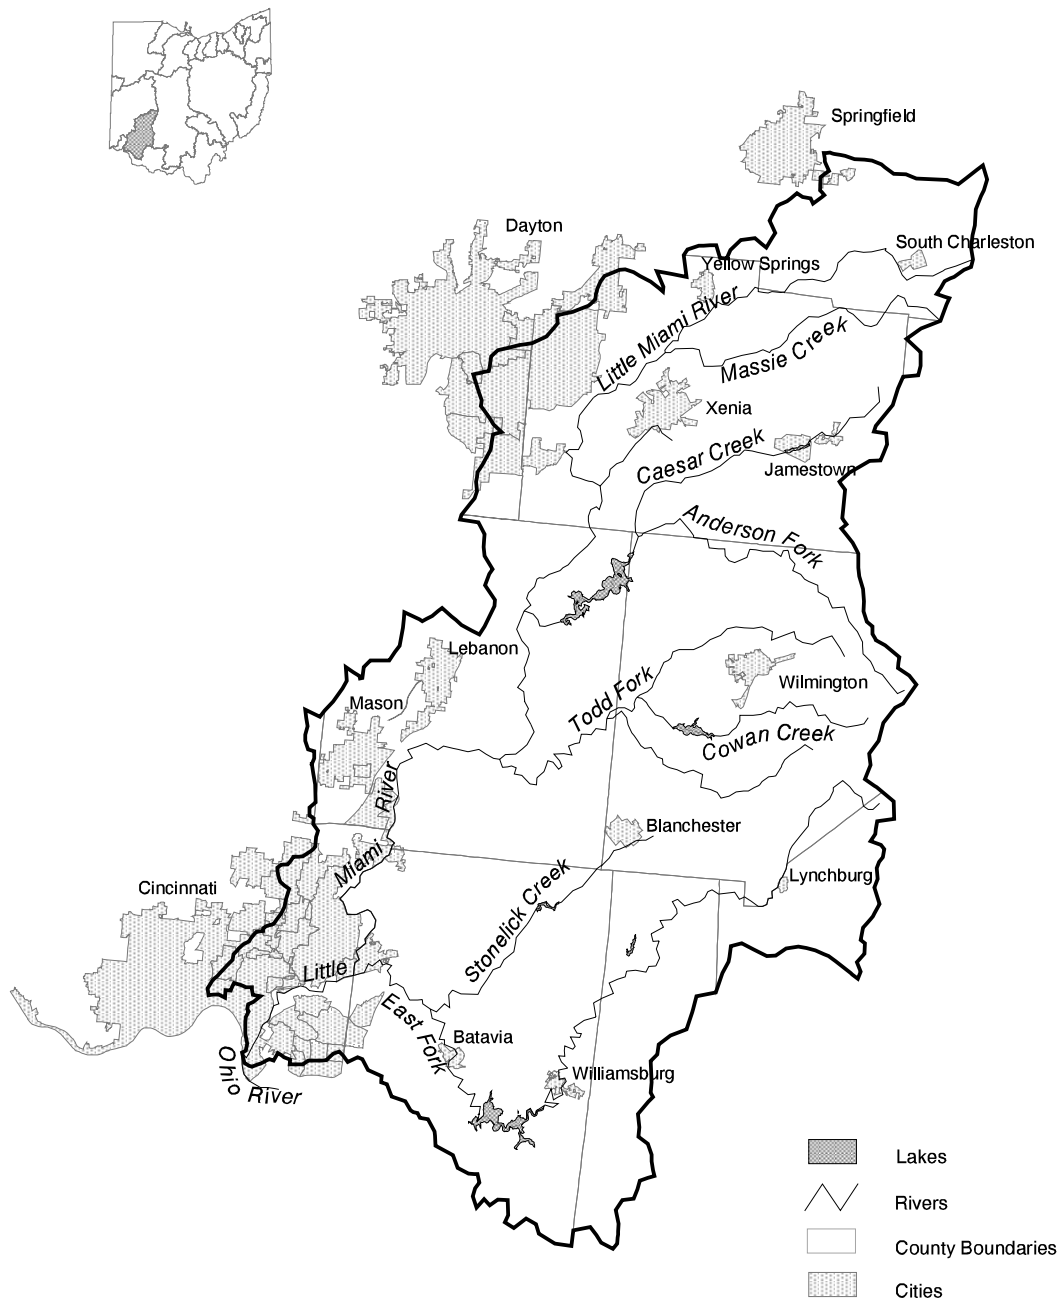 Springfield
Dayton
South Charleston
Yellow Springs
Little Miami River
Massie Creek
Xenia
Caesar Creek
Jamestown
Anderson Fork
Lebanon
Todd Fork
Wilmington
Mason
Cowan Creek
River
Blanchester
Miami
Lynchburg
Cincinnati
Stonelick Creek
Little
East Fork
Batavia
Ohio River
Williamsburg
Lakes
Rivers
County Boundaries
Cities